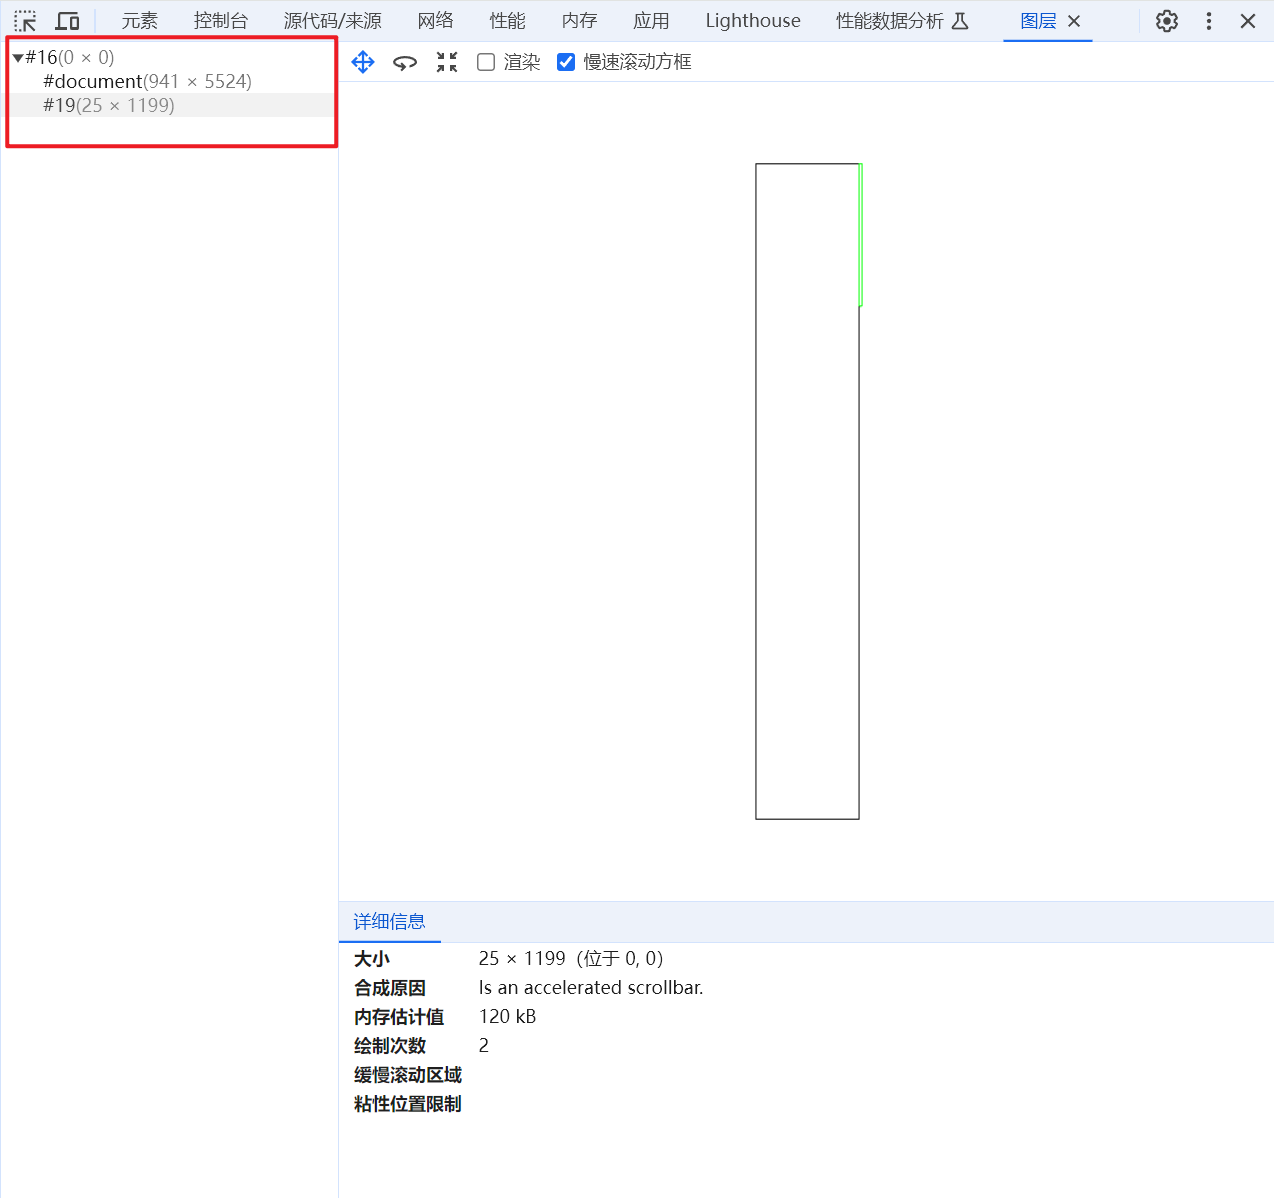 元素 控制台 源代码/来源 网络 性能 内存 应用 Lighthouse 性能数据分析 图层
#16(0 × 0)
#document(941 × 5524)
#19(25 × 1199)
渲染 慢速滚动方框
详细信息
大小 25 × 1199（位于 0, 0）
合成原因 Is an accelerated scrollbar.
内存估计值 120 kB
绘制次数 2
缓慢滚动区域
粘性位置限制